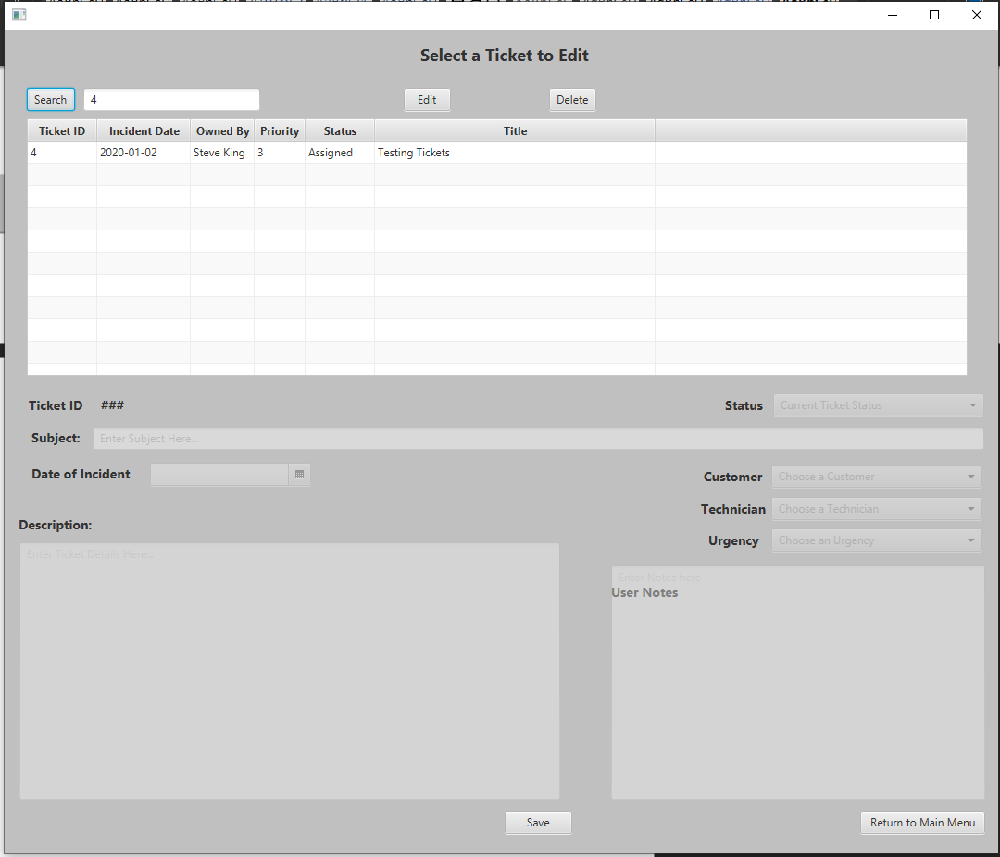 Select a Ticket to Edit
Search 4 Edit Delete
Ticket ID Incident Date Owned By Priority Status Title
4 2020-01-02 Steve King 3 Assigned Testing Tickets
Ticket ID ### Status Current Ticket Status
Subject: Enter Subject Here...
Date of Incident
Customer Choose a Customer
Technician Choose a Technician
Description:
Urgency Choose an Urgency
Enter Ticket Details Here...
Enter Notes here
User Notes
Save Return to Main Menu